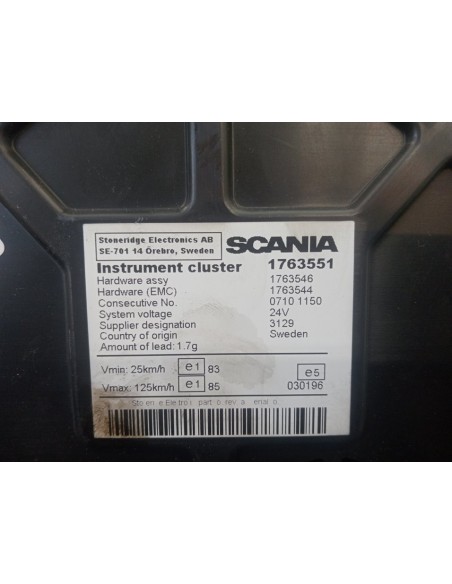 Stoneridge Electronics AB
SE-701 14 Örebro, Sweden
SCANIA
Instrument cluster 1763551
Hardware assy 1763546
Hardware (EMC) 1763544
Consecutive No. 0710 1150
System voltage 24V
Supplier designation 3129
Country of origin Sweden
Amount of lead: 1.7g
Vmin: 25km/h e1 83
e5
Vmax: 125km/h e1 85
030196